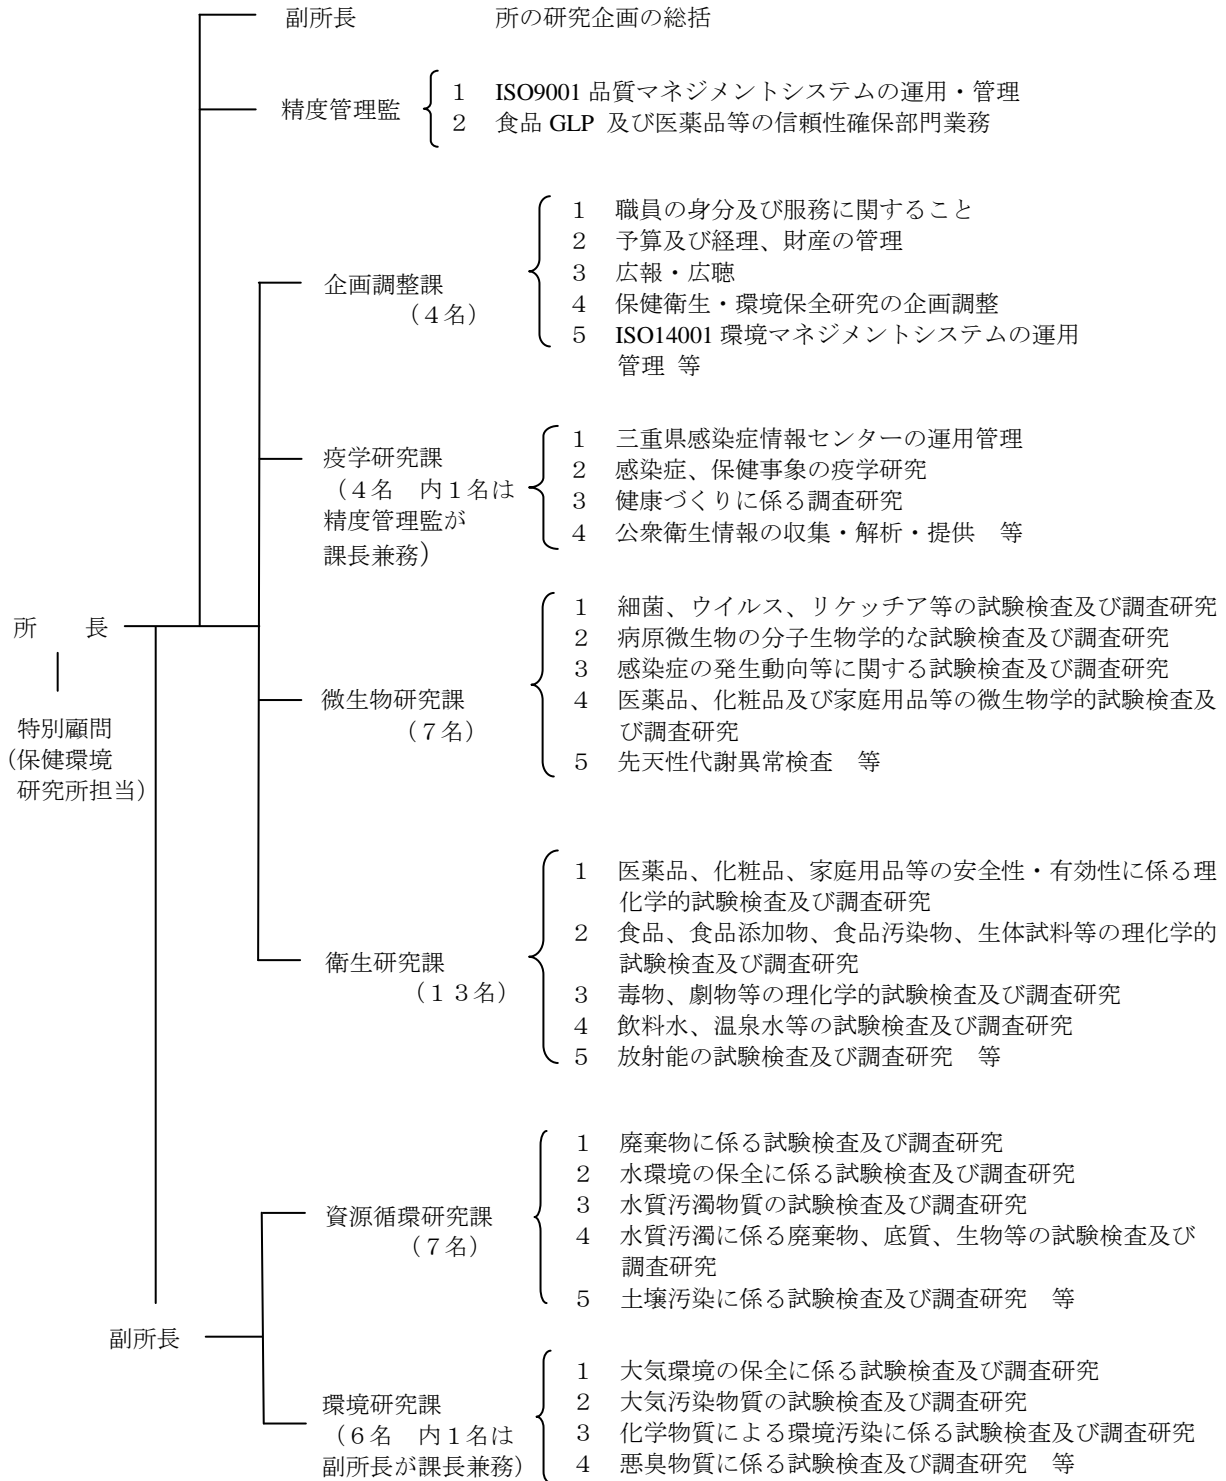 副所長　所の研究企画の総括
精度管理監
1　ISO9001 品質マネジメントシステムの運用・管理
2　食品 GLP 及び医薬品等の信頼性確保部門業務
企画調整課
（４名）
1　職員の身分及び服務に関すること
2　予算及び経理、財産の管理
3　広報・広聴
4　保健衛生・環境保全研究の企画調整
5　ISO14001 環境マネジメントシステムの運用
管理 等
疫学研究課
（４名　内１名は
精度管理監が
課長兼務）
1　三重県感染症情報センターの運用管理
2　感染症、保健事象の疫学研究
3　健康づくりに係る調査研究
4　公衆衛生情報の収集・解析・提供　等
所　長
特別顧問
（保健環境
研究所担当）
微生物研究課
（７名）
1　細菌、ウイルス、リケッチア等の試験検査及び調査研究
2　病原微生物の分子生物学的な試験検査及び調査研究
3　感染症の発生動向等に関する試験検査及び調査研究
4　医薬品、化粧品及び家庭用品等の微生物学的試験検査及
び調査研究
5　先天性代謝異常検査　等
衛生研究課
（１３名）
1　医薬品、化粧品、家庭用品等の安全性・有効性に係る理
化学的試験検査及び調査研究
2　食品、食品添加物、食品汚染物、生体試料等の理化学的
試験検査及び調査研究
3　毒物、劇物等の理化学的試験検査及び調査研究
4　飲料水、温泉水等の試験検査及び調査研究
5　放射能の試験検査及び調査研究　等
副所長
資源循環研究課
（７名）
1　廃棄物に係る試験検査及び調査研究
2　水環境の保全に係る試験検査及び調査研究
3　水質汚濁物質の試験検査及び調査研究
4　水質汚濁に係る廃棄物、底質、生物等の試験検査及び
調査研究
5　土壌汚染に係る試験検査及び調査研究　等
環境研究課
（６名　内１名は
副所長が課長兼務）
1　大気環境の保全に係る試験検査及び調査研究
2　大気汚染物質の試験検査及び調査研究
3　化学物質による環境汚染に係る試験検査及び調査研究
4　悪臭物質に係る試験検査及び調査研究　等